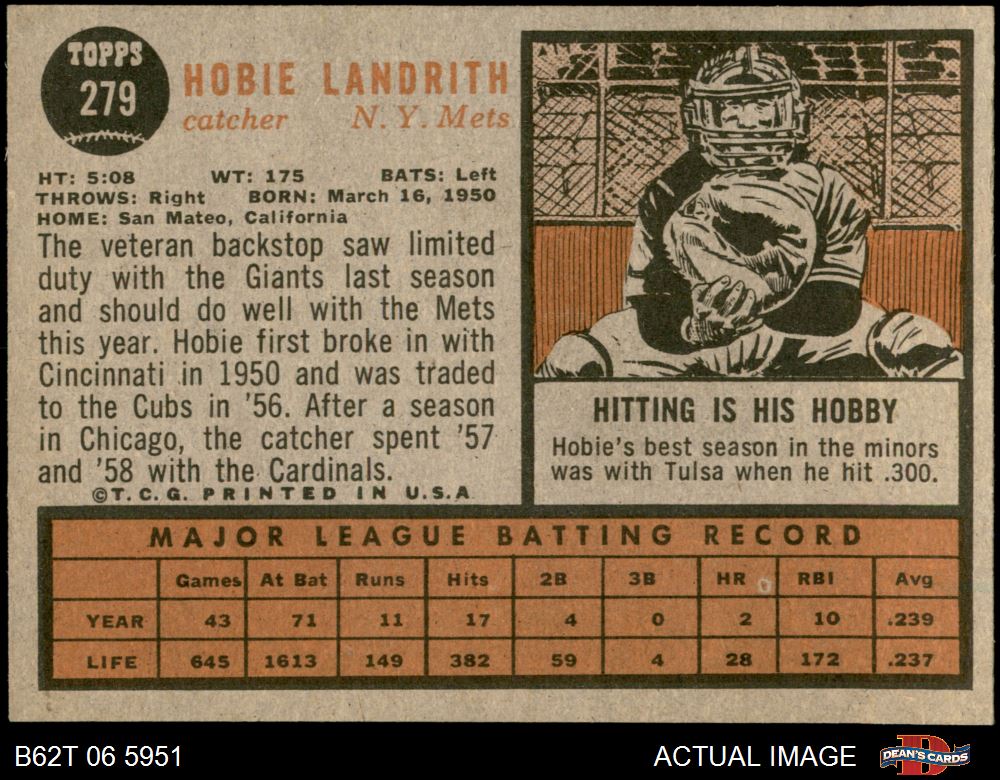 TOPPS
279
HOBIE LANDRITH
catcher N. Y. Mets
HT: 5:08 WT: 175 BATS: Left
THROWS: Right BORN: March 16, 1950
HOME: San Mateo, California
The veteran backstop saw limited
duty with the Giants last season
and should do well with the Mets
this year. Hobie first broke in with
Cincinnati in 1950 and was traded
to the Cubs in '56. After a season
in Chicago, the catcher spent '57
and '58 with the Cardinals.
©T.C.G. PRINTED IN U.S.A
HITTING IS HIS HOBBY
Hobie's best season in the minors
was with Tulsa when he hit .300.
MAJOR LEAGUE BATTING RECORD
Games At Bat Runs Hits 2B 3B HR RBI Avg
YEAR 43 71 11 17 4 0 2 10 .239
LIFE 645 1613 149 382 59 4 28 172 .237
B62T 06 5951 ACTUAL IMAGE DEAN'S CARDS